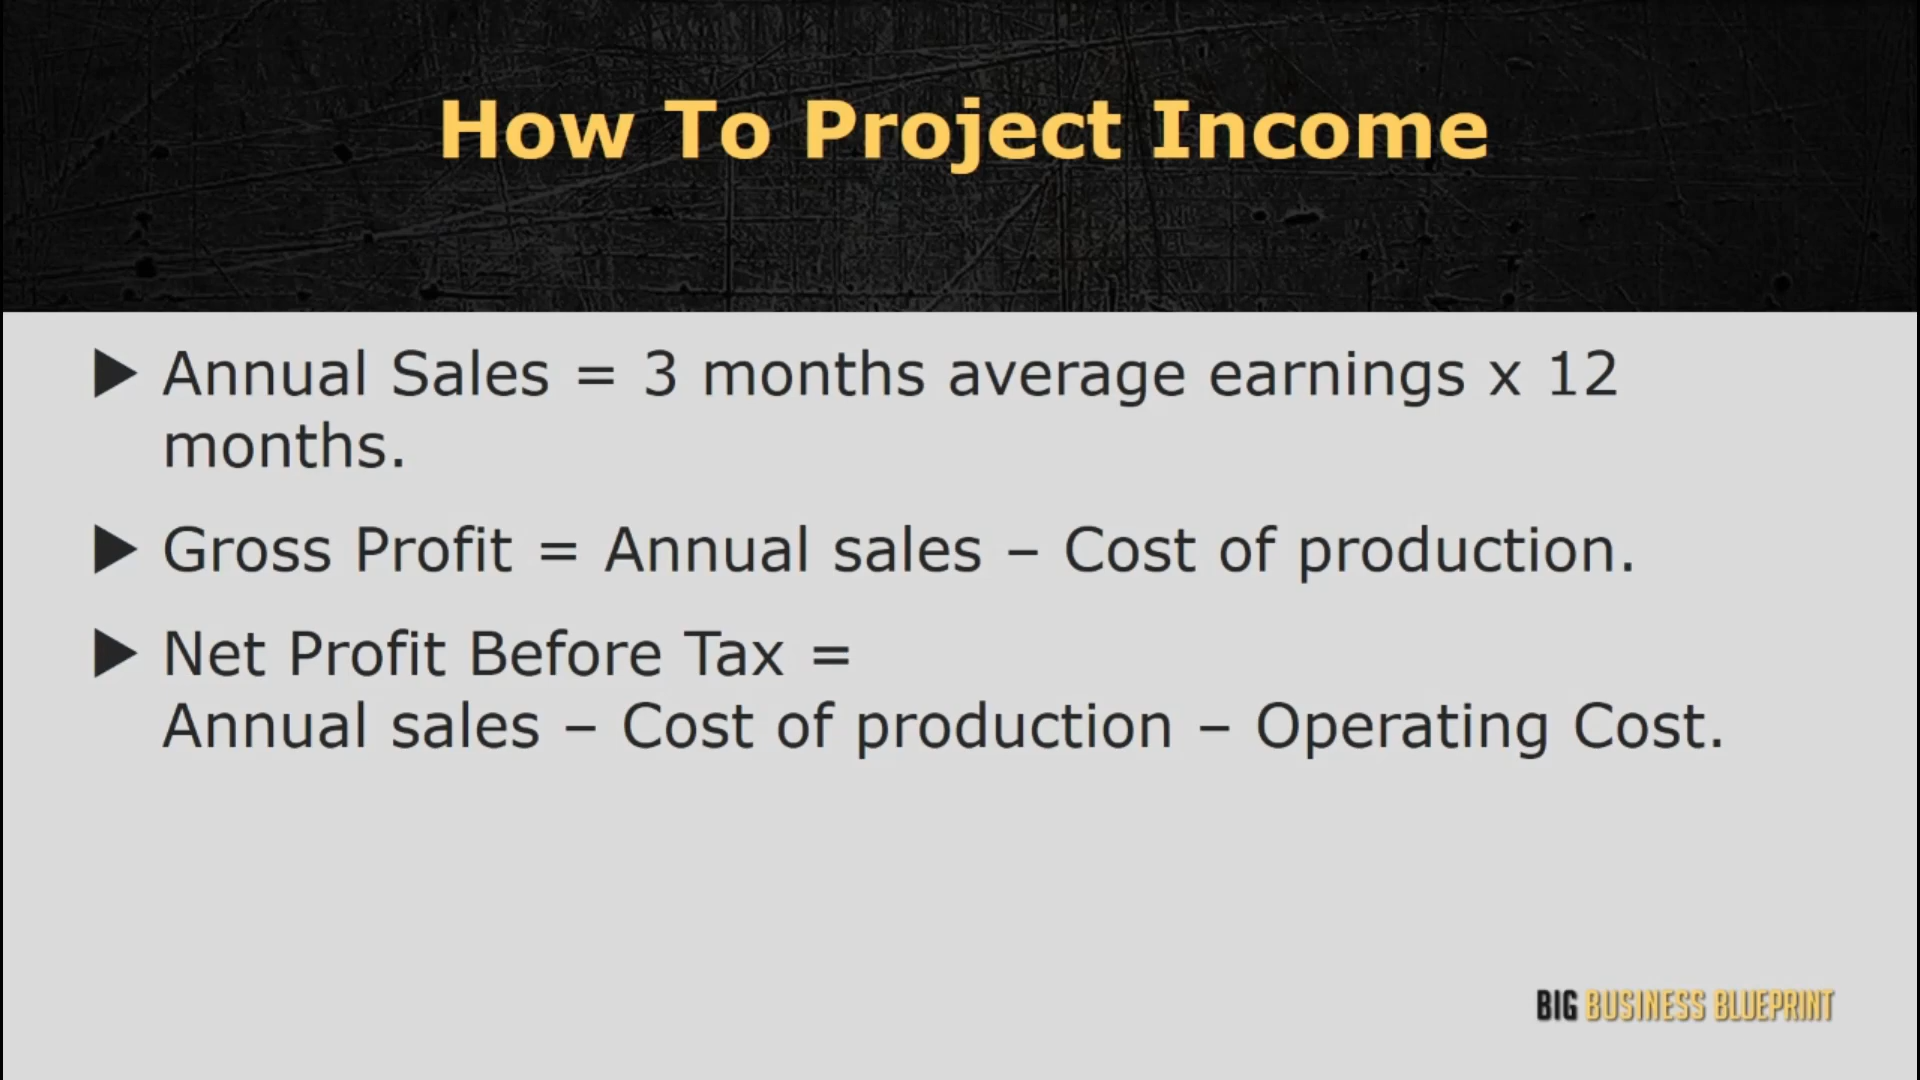 How To Project Income
Annual Sales = 3 months average earnings x 12
months.
Gross Profit = Annual sales – Cost of production.
Net Profit Before Tax =
Annual sales – Cost of production – Operating Cost.
BIG BUSINESS BLUEPRINT